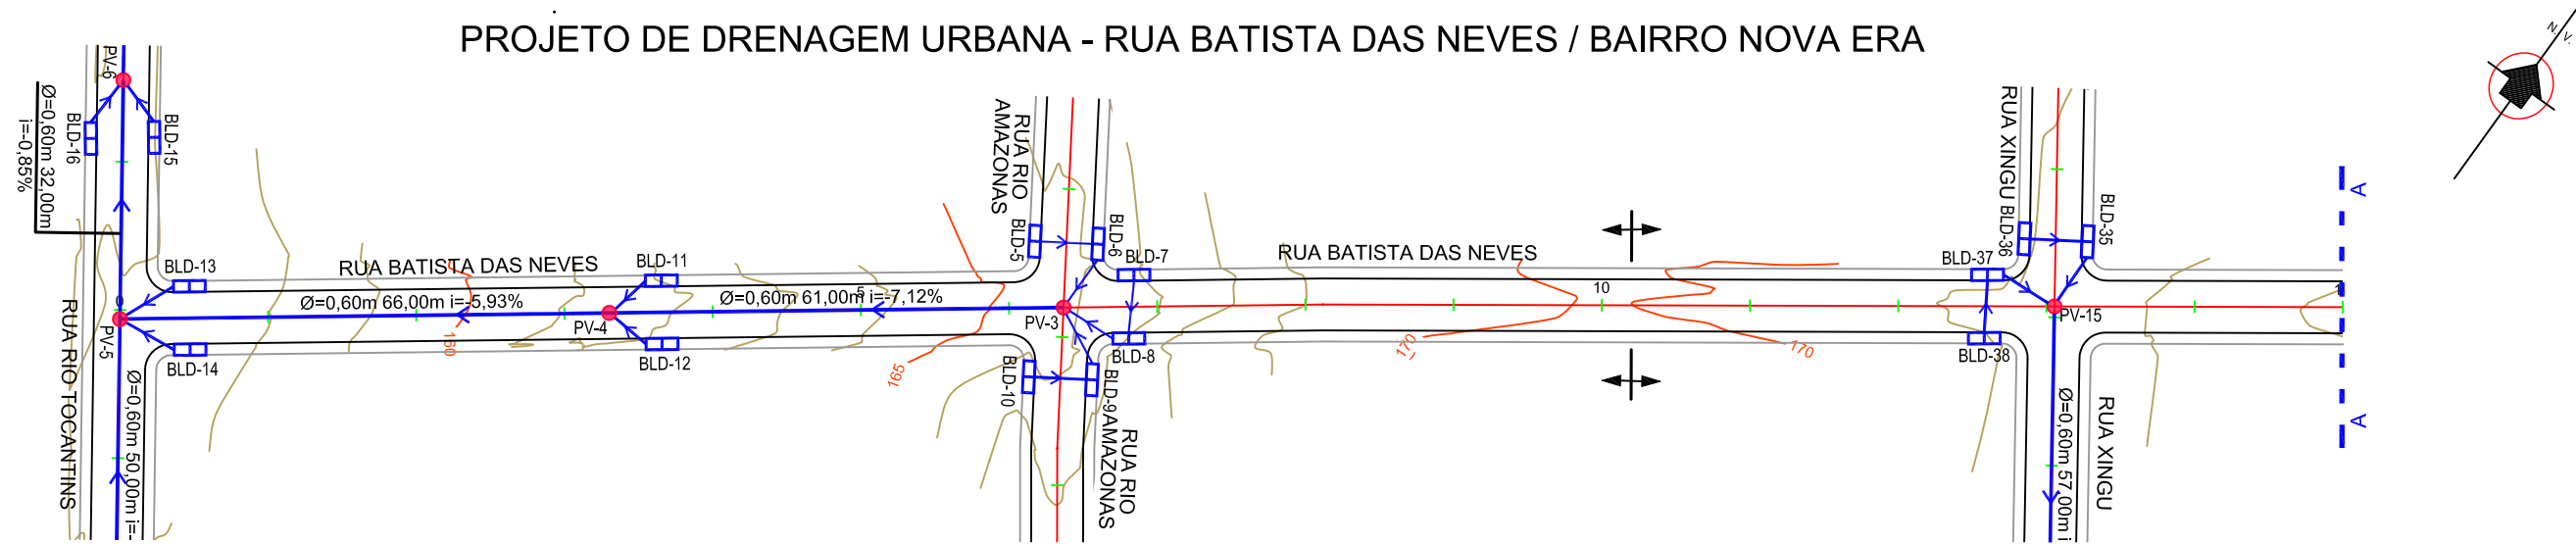 PROJETO DE DRENAGEM URBANA - RUA BATISTA DAS NEVES / BAIRRO NOVA ERA
N.V.
PV-6
Ø=0,60m 32,00m
i=-0,85%
BLD-16
BLD-15
BLD-13
0
PV-5
BLD-14
RUA RIO TOCANTINS
Ø=0,60m 50,00m i=-
RUA BATISTA DAS NEVES
Ø=0,60m 66,00m i=-5,93%
160
BLD-11
PV-4
BLD-12
Ø=0,60m 61,00m i=-7,12%
5
165
RUA RIO
AMAZONAS
BLD-5
BLD-6
BLD-7
PV-3
BLD-8
BLD-10
BLD-9
RUA RIO
AMAZONAS
RUA BATISTA DAS NEVES
10
170
170
RUA XINGU
BLD-36
BLD-35
BLD-37
PV-15
BLD-38
Ø=0,60m 57,00m i
RUA XINGU
A
A